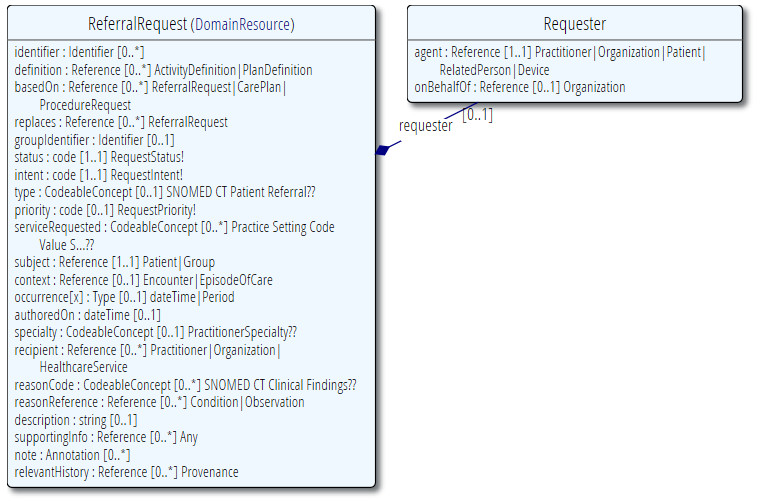 ReferralRequest (DomainResource)
identifier : Identifier [0..*]
definition : Reference [0..*] ActivityDefinition|PlanDefinition
basedOn : Reference [0..*] ReferralRequest|CarePlan|
ProcedureRequest
replaces : Reference [0..*] ReferralRequest
groupIdentifier : Identifier [0..1]
status : code [1..1] RequestStatus!
intent : code [1..1] RequestIntent!
type : CodeableConcept [0..1] SNOMED CT Patient Referral??
priority : code [0..1] RequestPriority!
serviceRequested : CodeableConcept [0..*] Practice Setting Code
Value S...??
subject : Reference [1..1] Patient|Group
context : Reference [0..1] Encounter|EpisodeOfCare
occurrence[x] : Type [0..1] dateTime|Period
authoredOn : dateTime [0..1]
specialty : CodeableConcept [0..1] PractitionerSpecialty??
recipient : Reference [0..*] Practitioner|Organization|
HealthcareService
reasonCode : CodeableConcept [0..*] SNOMED CT Clinical Findings??
reasonReference : Reference [0..*] Condition|Observation
description : string [0..1]
supportingInfo : Reference [0..*] Any
note : Annotation [0..*]
relevantHistory : Reference [0..*] Provenance
Requester
agent : Reference [1..1] Practitioner|Organization|Patient|
RelatedPerson|Device
onBehalfOf : Reference [0..1] Organization
[0..1]
requester